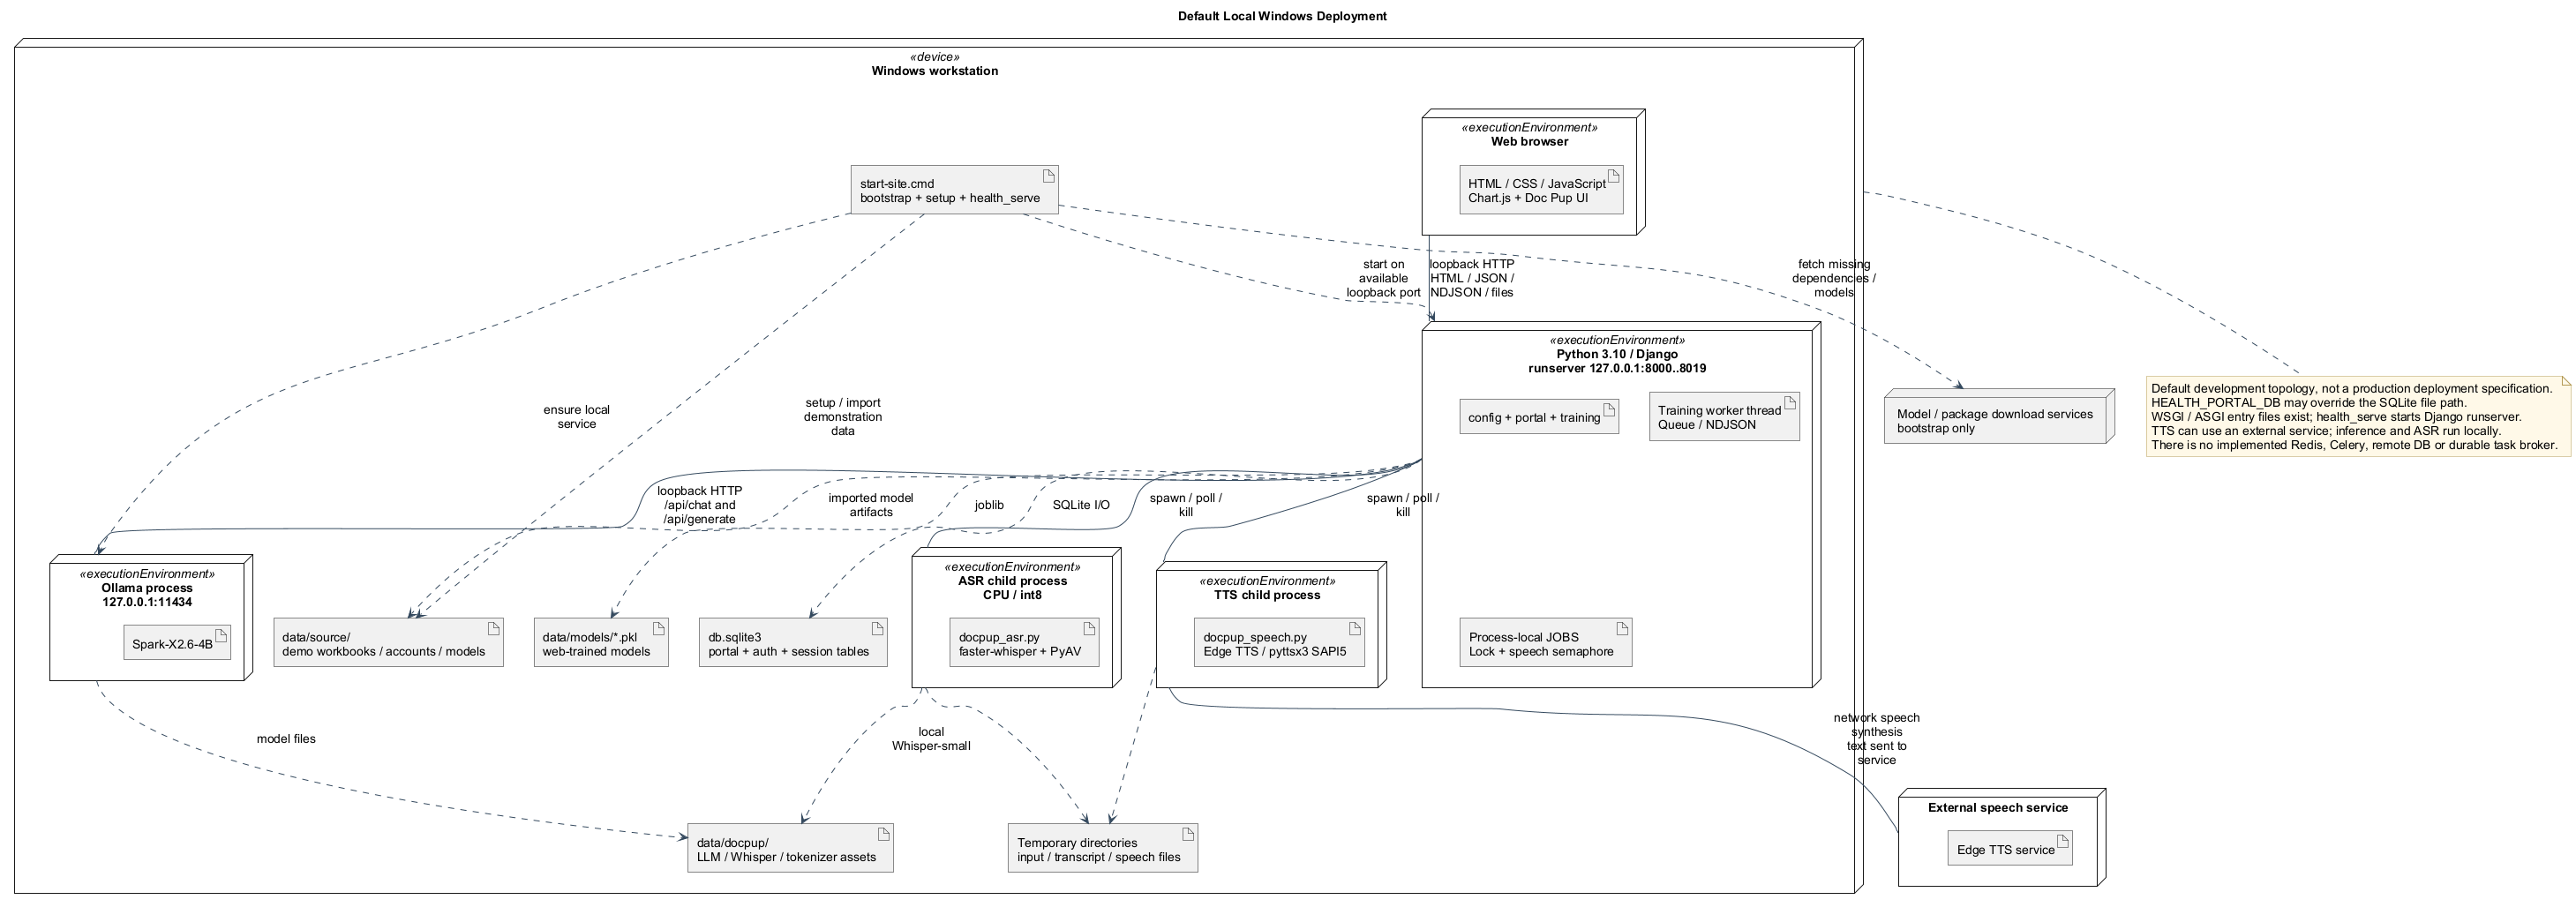 Default Local Windows Deployment
«device»
Windows workstation
«executionEnvironment»
Web browser
HTML / CSS / JavaScript
Chart.js + Doc Pup UI
start-site.cmd
bootstrap + setup + health_serve
start on
available
loopback port
loopback HTTP
HTML / JSON /
NDJSON / files
fetch missing
dependencies /
models
«executionEnvironment»
Python 3.10 / Django
runserver 127.0.0.1:8000..8019
config + portal + training
Training worker thread
Queue / NDJSON
Process-local JOBS
Lock + speech semaphore
Model / package download services
bootstrap only
Default development topology, not a production deployment specification.
HEALTH_PORTAL_DB may override the SQLite file path.
WSGI / ASGI entry files exist; health_serve starts Django runserver.
TTS can use an external service; inference and ASR run locally.
There is no implemented Redis, Celery, remote DB or durable task broker.
ensure local
service
setup / import
demonstration
data
loopback HTTP
/api/chat and
/api/generate
imported model
artifacts
joblib
SQLite I/O
spawn / poll /
kill
spawn / poll /
kill
«executionEnvironment»
Ollama process
127.0.0.1:11434
Spark-X2.6-4B
data/source/
demo workbooks / accounts / models
data/models/*.pkl
web-trained models
db.sqlite3
portal + auth + session tables
«executionEnvironment»
ASR child process
CPU / int8
docpup_asr.py
faster-whisper + PyAV
«executionEnvironment»
TTS child process
docpup_speech.py
Edge TTS / pyttsx3 SAPI5
model files
local
Whisper-small
network speech
synthesis
text sent to
service
data/docpup/
LLM / Whisper / tokenizer assets
Temporary directories
input / transcript / speech files
External speech service
Edge TTS service